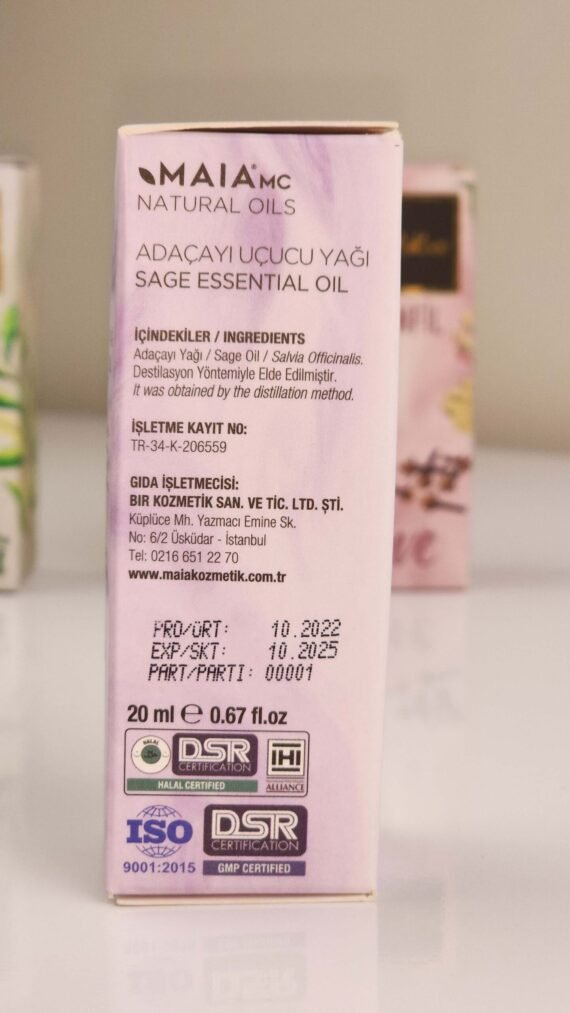 MAIA® MC
NATURAL OILS
ADAÇAYI UÇUCU YAĞI
SAGE ESSENTIAL OIL
İÇİNDEKİLER / INGREDIENTS
Adaçayı Yağı / Sage Oil / Salvia Officinalis.
Destilasyon Yöntemiyle Elde Edilmiştir.
It was obtained by the distillation method.
İŞLETME KAYIT NO:
TR-34-K-206559
GIDA İŞLETMECİSİ:
BIR KOZMETİK SAN. VE TİC. LTD. ŞTİ.
Küplüce Mh. Yazmacı Emine Sk.
No: 6/2 Üsküdar - İstanbul
Tel: 0216 651 22 70
www.maiakozmetik.com.tr
PRO/ÜRT: 10.2022
EXP/SKT: 10.2025
PART/PARTI: 00001
20 ml ℮ 0.67 fl.oz
HALAL
DSR
CERTIFICATION
HALAL CERTIFIED
IHI
ALLIANCE
ISO
9001:2015
DSR
CERTIFICATION
GMP CERTIFIED